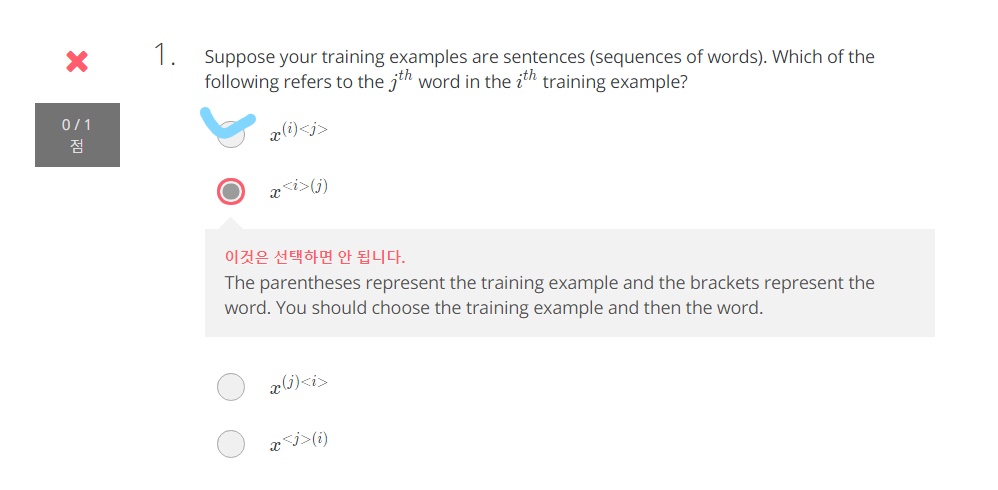 1. Suppose your training examples are sentences (sequences of words). Which of the
following refers to the j^{th} word in the i^{th} training example?
0 / 1
점
x^{(i)<j>}
x^{<i>(j)}
이것은 선택하면 안 됩니다.
The parentheses represent the training example and the brackets represent the
word. You should choose the training example and then the word.
x^{(j)<i>}
x^{<j>(i)}